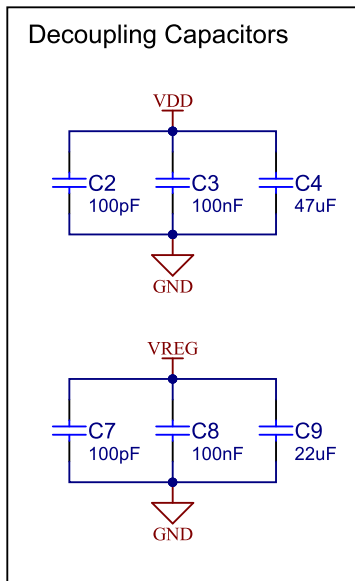 Decoupling Capacitors
VDD
C2 C3 C4
100pF 100nF 47uF
GND
VREG
C7 C8 C9
100pF 100nF 22uF
GND